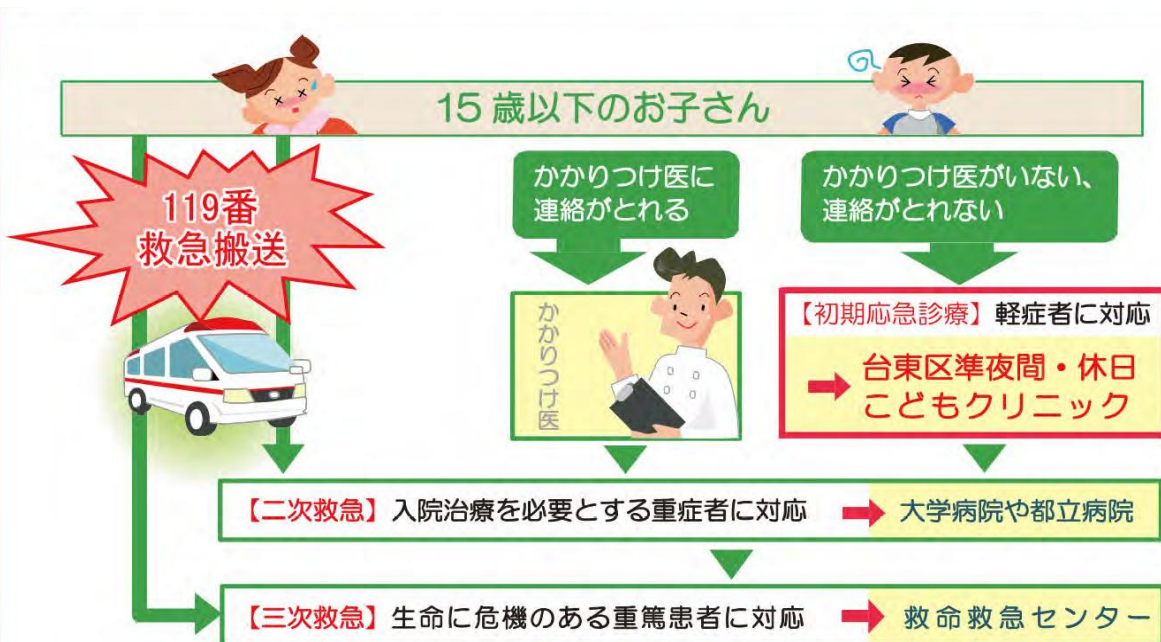 15歳以下のお子さん
119番
救急搬送
かかりつけ医に
連絡がとれる
かかりつけ医がいない、
連絡がとれない
かかりつけ医
【初期応急診療】軽症者に対応
台東区準夜間・休日
こどもクリニック
【二次救急】入院治療を必要とする重症者に対応
大学病院や都立病院
【三次救急】生命に危機のある重篤患者に対応
救命救急センター